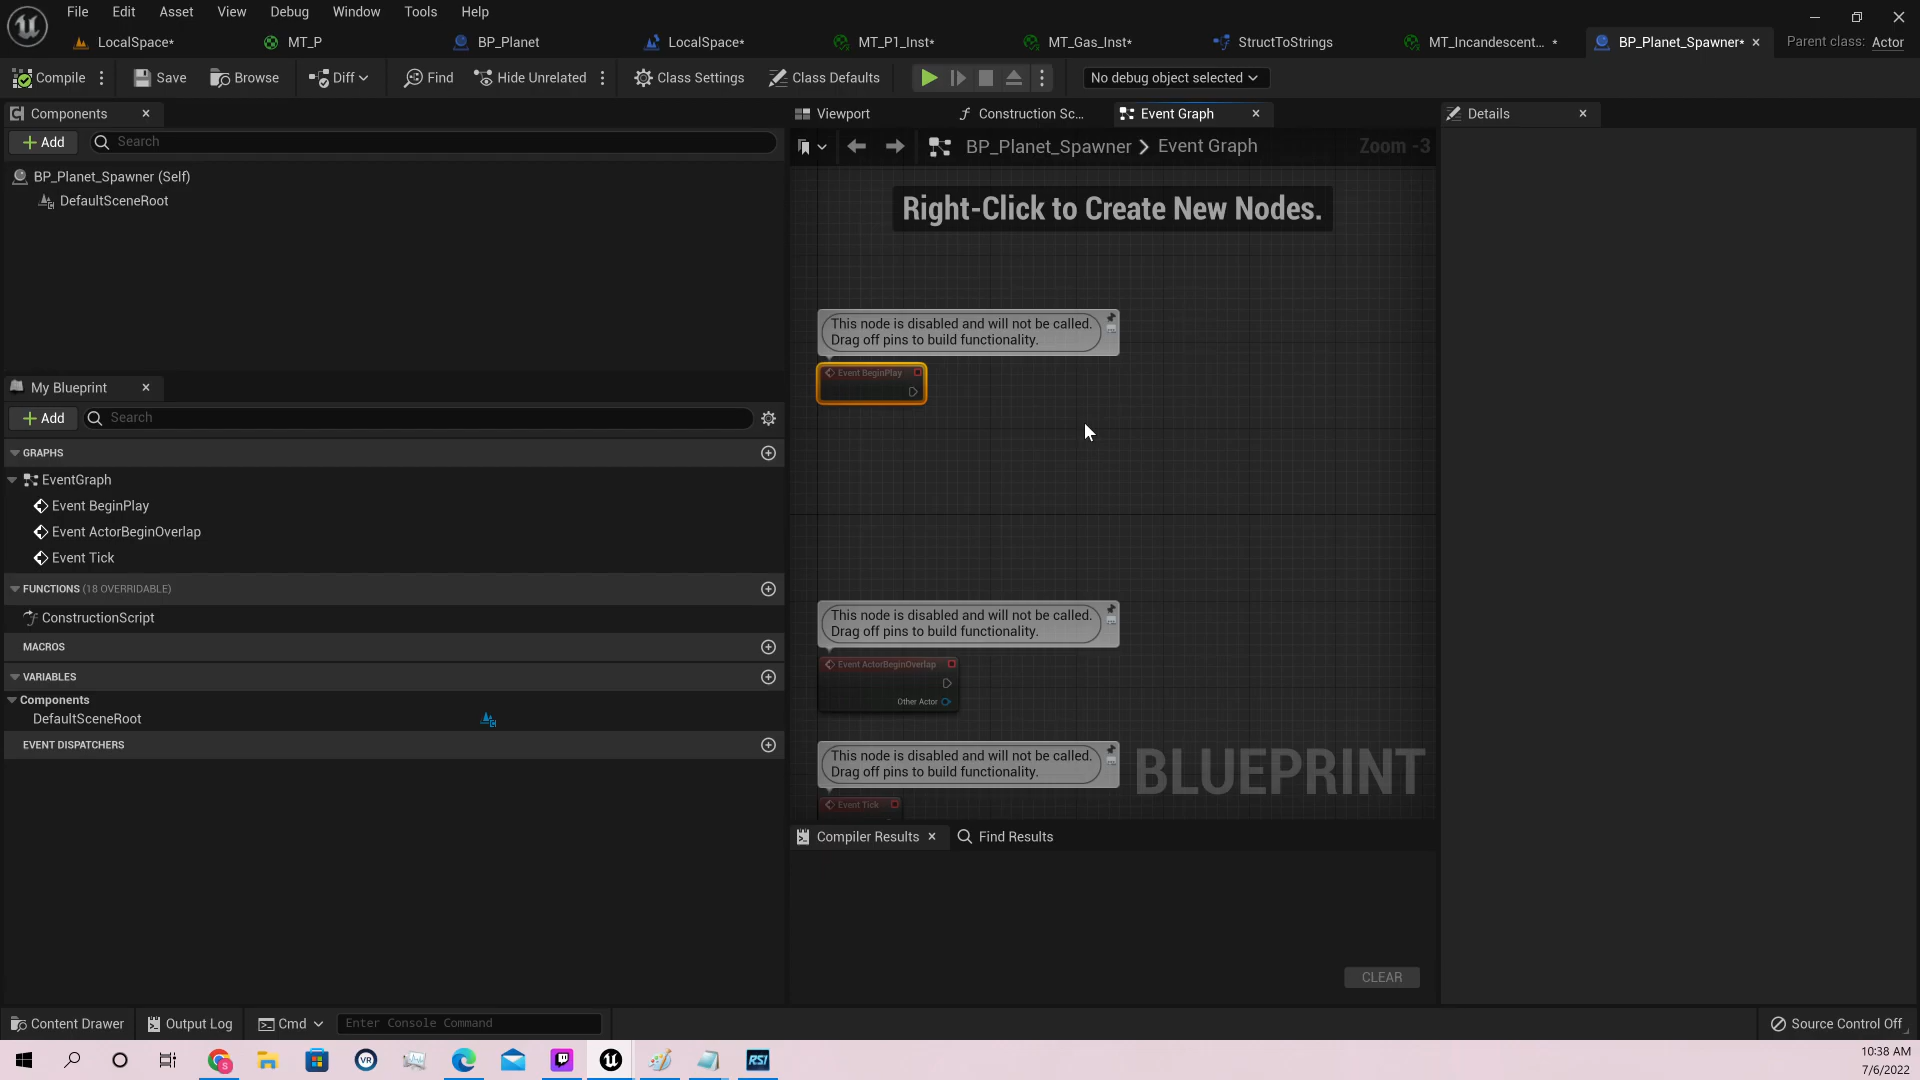 File Edit Asset View Debug Window Tools Help
LocalSpace* MT_P BP_Planet LocalSpace* MT_P1_Inst* MT_Gas_Inst* StructToStrings MT_Incandescent... * BP_Planet_Spawner* Parent class: Actor
Compile Save Browse Diff Find Hide Unrelated Class Settings Class Defaults No debug object selected
Components
Add Search
BP_Planet_Spawner (Self)
DefaultSceneRoot
My Blueprint
Add Search
GRAPHS
EventGraph
Event BeginPlay
Event ActorBeginOverlap
Event Tick
FUNCTIONS (18 OVERRIDABLE)
ConstructionScript
MACROS
VARIABLES
Components
DefaultSceneRoot
EVENT DISPATCHERS
Viewport Construction Sc... Event Graph
BP_Planet_Spawner > Event Graph Zoom -3
Right-Click to Create New Nodes.
This node is disabled and will not be called.
Drag off pins to build functionality.
Event BeginPlay
This node is disabled and will not be called.
Drag off pins to build functionality.
Event ActorBeginOverlap
Other Actor
This node is disabled and will not be called.
Drag off pins to build functionality.
Event Tick
BLUEPRINT
Compiler Results Find Results
CLEAR
Details
Content Drawer Output Log Cmd Enter Console Command Source Control Off
VR RSI
10:38 AM
7/6/2022